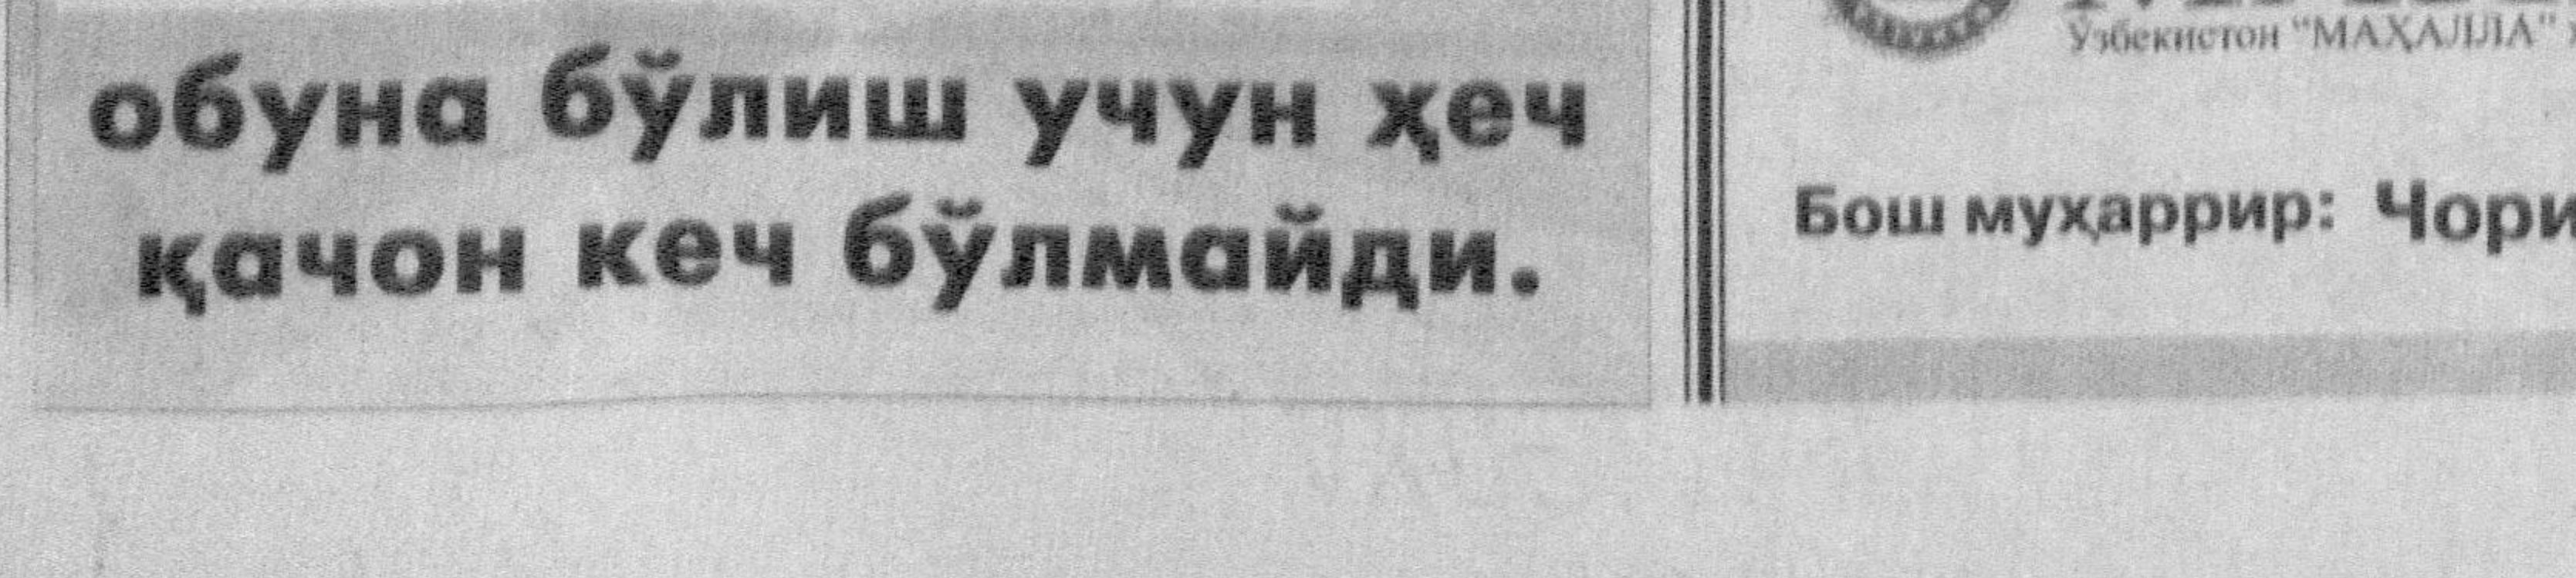 обуна бўлиш учун ҳеч
қачон кеч бўлмайди.
Ўзбекистон "МАҲАЛЛА"
Бош муҳаррир: Чори